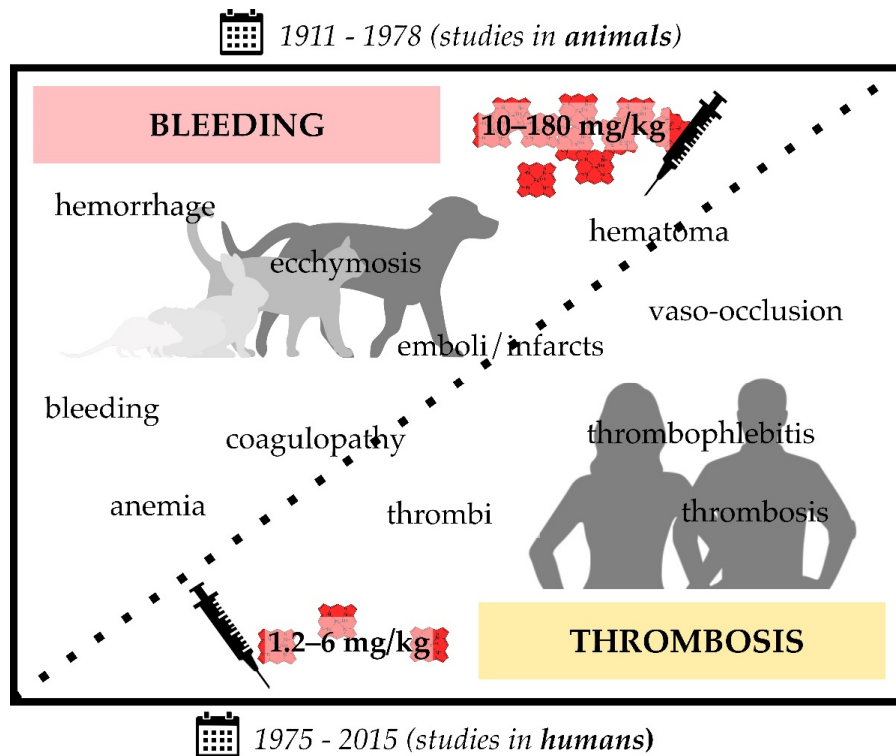 1911 - 1978 (studies in animals)
BLEEDING
10–180 mg/kg
hemorrhage
hematoma
ecchymosis
vaso-occlusion
emboli/infarcts
bleeding
coagulopathy
thrombophlebitis
anemia
thrombi
thrombosis
1.2–6 mg/kg
THROMBOSIS
1975 - 2015 (studies in humans)